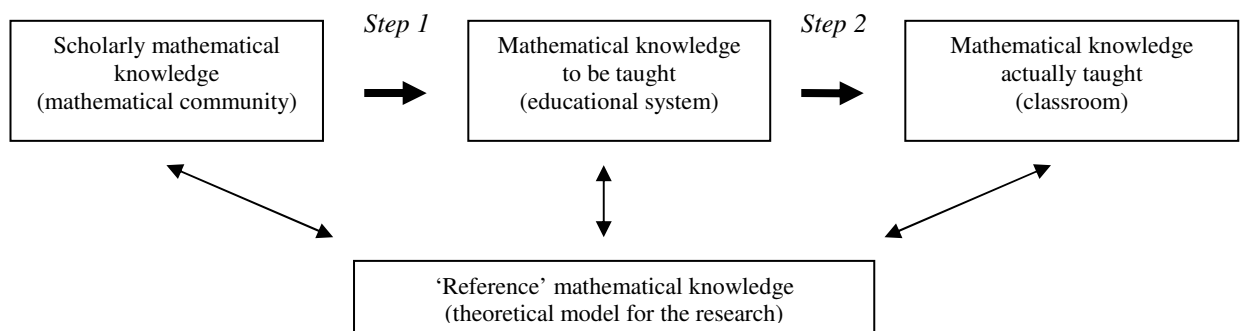 Step 1
Step 2
Scholarly mathematical
knowledge
(mathematical community)
Mathematical knowledge
to be taught
(educational system)
Mathematical knowledge
actually taught
(classroom)
‘Reference’ mathematical knowledge
(theoretical model for the research)